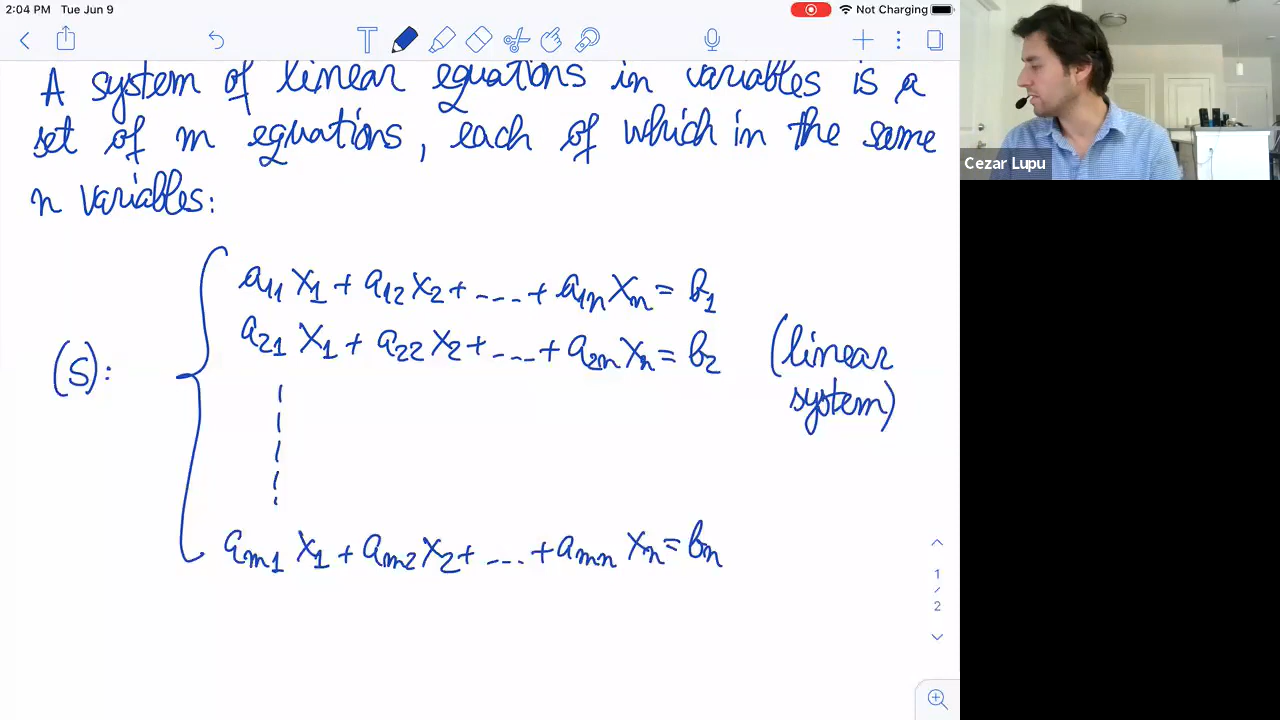 2:04 PM Tue Jun 9
Not Charging
A system of linear equations in variables is a
set of m equations, each of which in the same
n variables:
a₁₁ x₁ + a₁₂ x₂ + .... + a₁ₙ xₙ = b₁
a₂₁ x₁ + a₂₂ x₂ + .... + a₂ₙ xₙ = b₂
(S):
(linear
system)
aₘ₁ x₁ + aₘ₂ x₂ + .... + aₘₙ xₙ = bₙ
1
/
2
Cezar Lupu